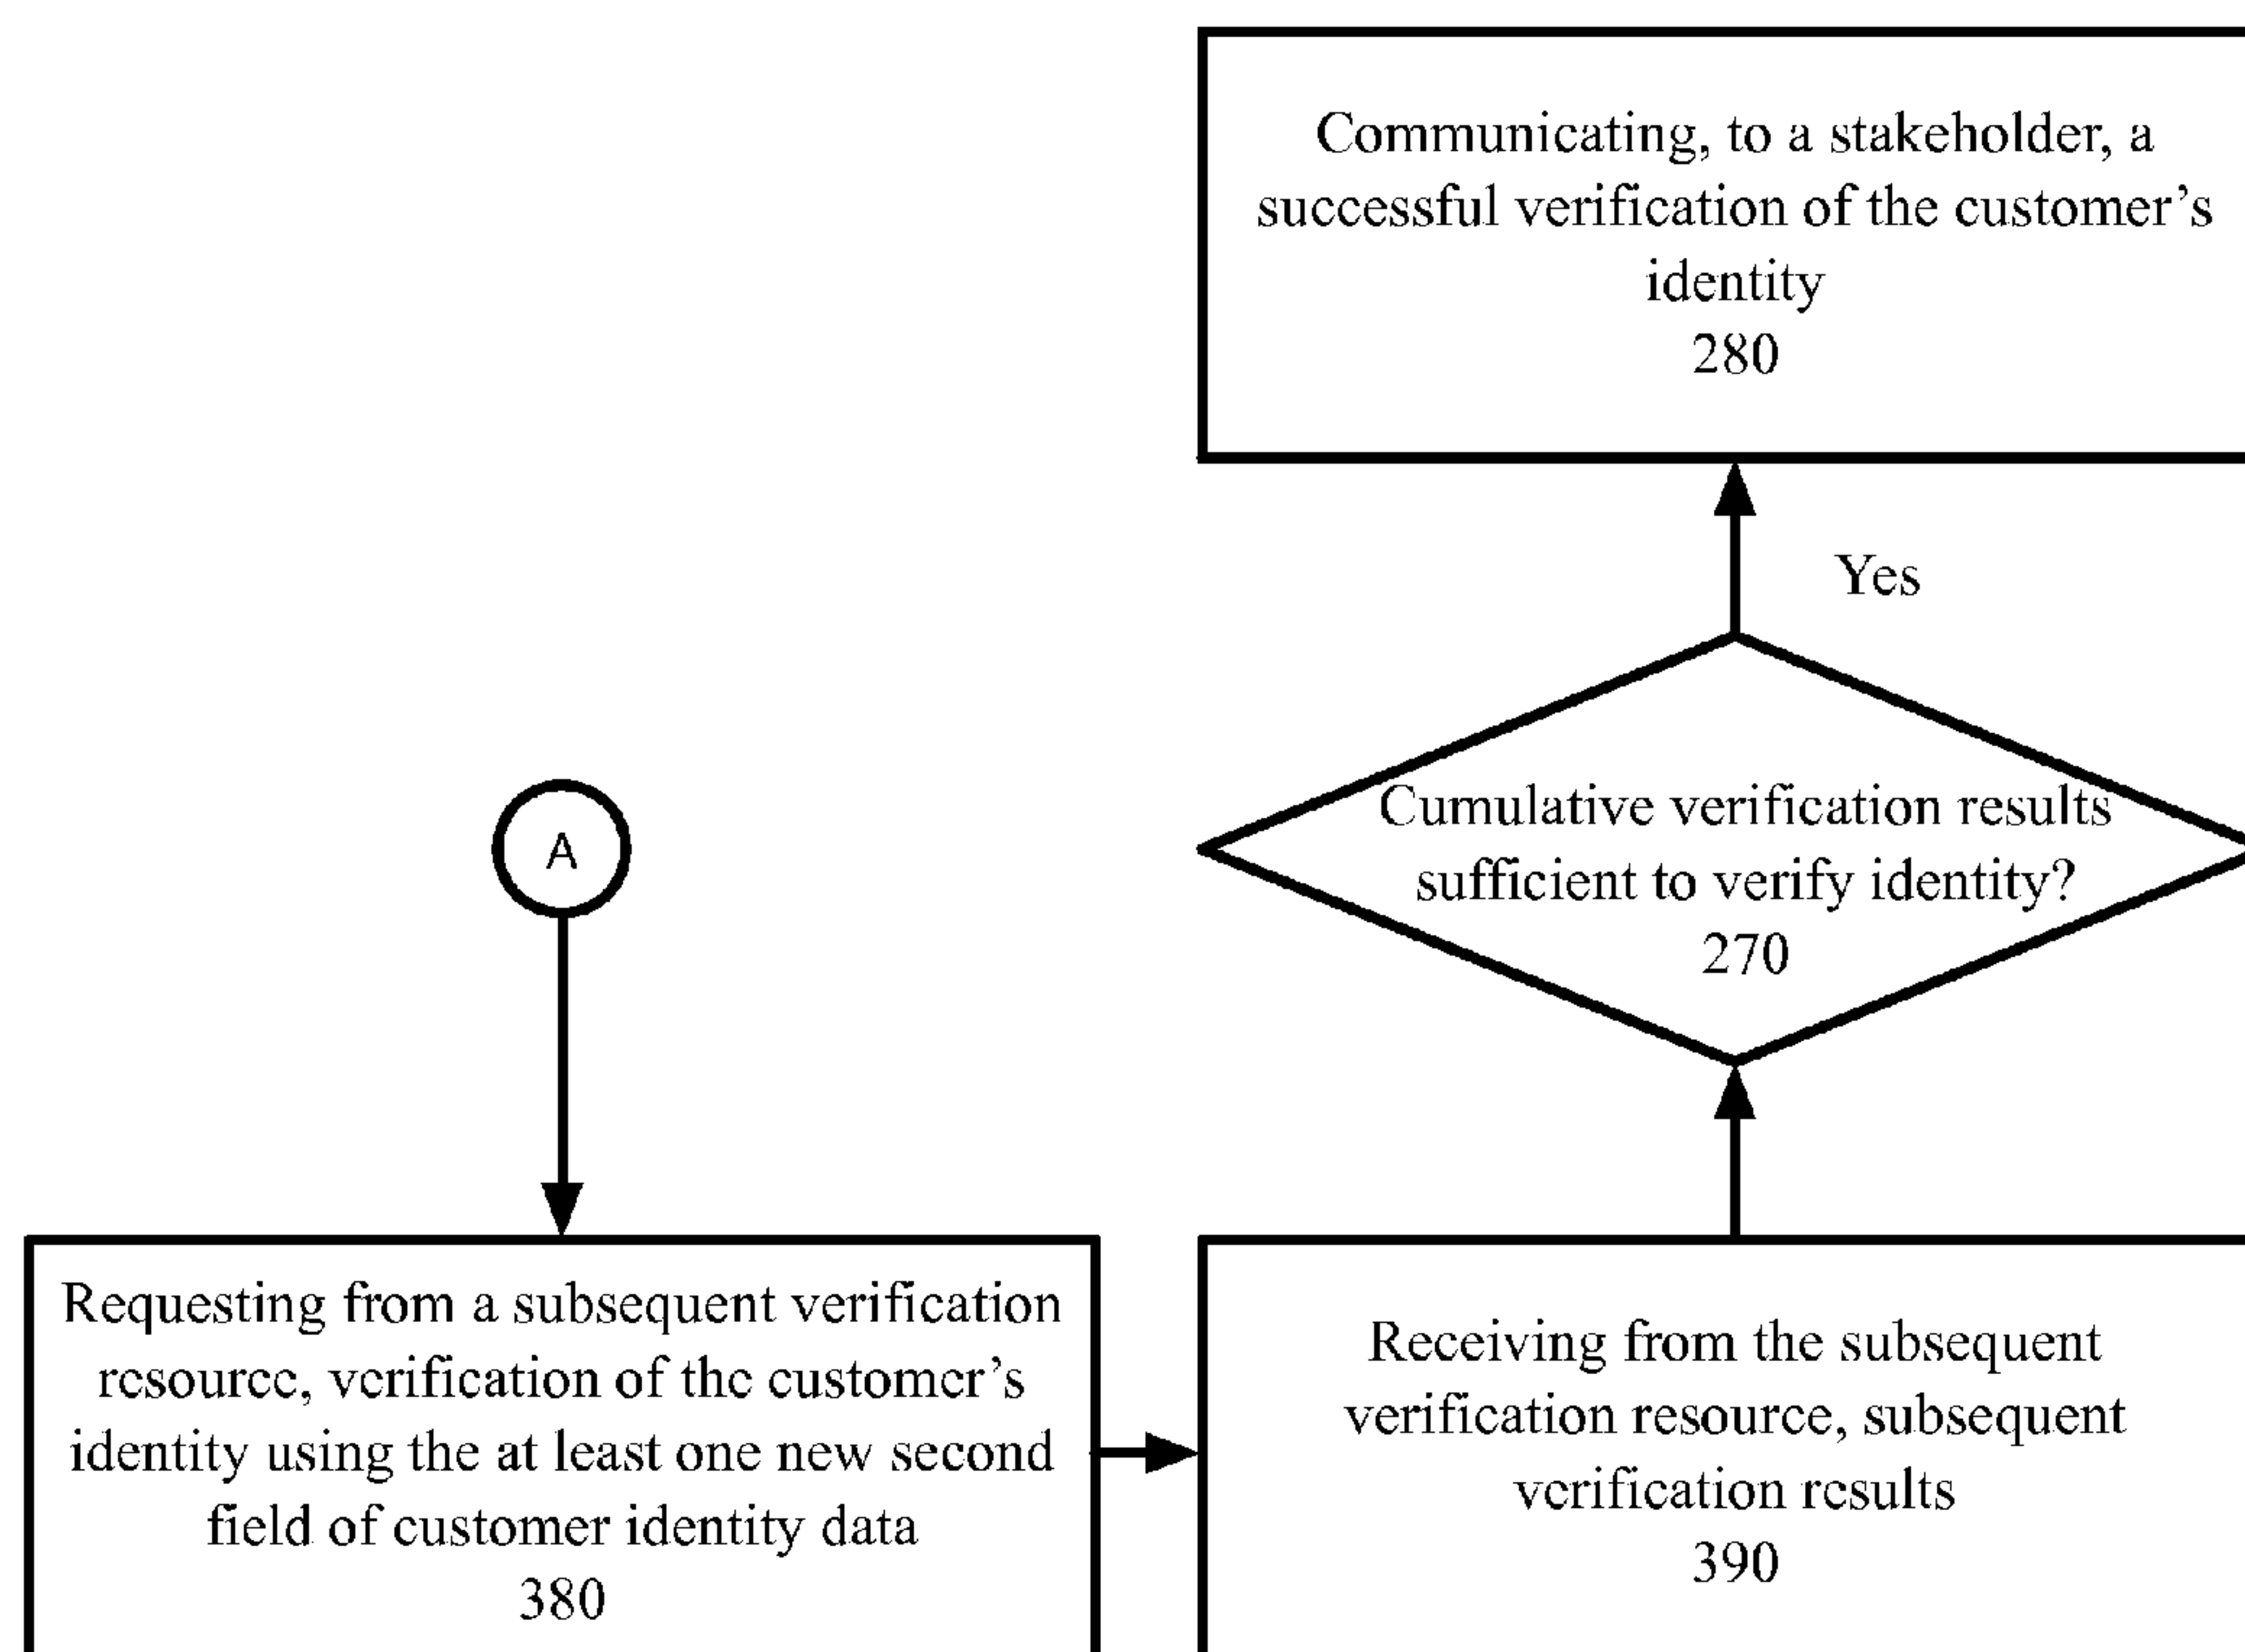 Communicating, to a stakeholder, a
successful verification of the customer’s
identity
280
Yes
Cumulative verification results
sufficient to verify identity?
270
A
Requesting from a subsequent verification
resource, verification of the customer’s
identity using the at least one new second
field of customer identity data
380
Receiving from the subsequent
verification resource, subsequent
verification results
390